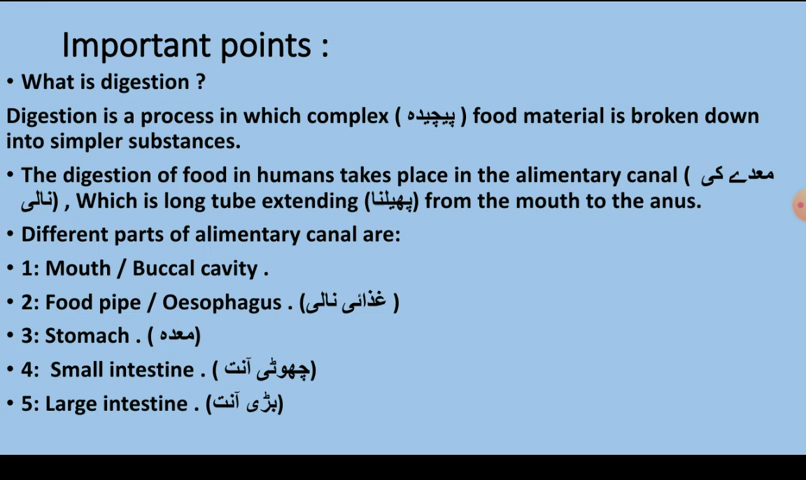 Important points :
• What is digestion ?
Digestion is a process in which complex ( پیچیدہ ) food material is broken down
into simpler substances.
• The digestion of food in humans takes place in the alimentary canal ( معدے کی
نالی) , Which is long tube extending (پھیلنا) from the mouth to the anus.
• Different parts of alimentary canal are:
• 1: Mouth / Buccal cavity .
• 2: Food pipe / Oesophagus . (غذائی نالی )
• 3: Stomach . ( معدہ)
• 4: Small intestine . ( چھوٹی آنت)
• 5: Large intestine . (بڑی آنت)